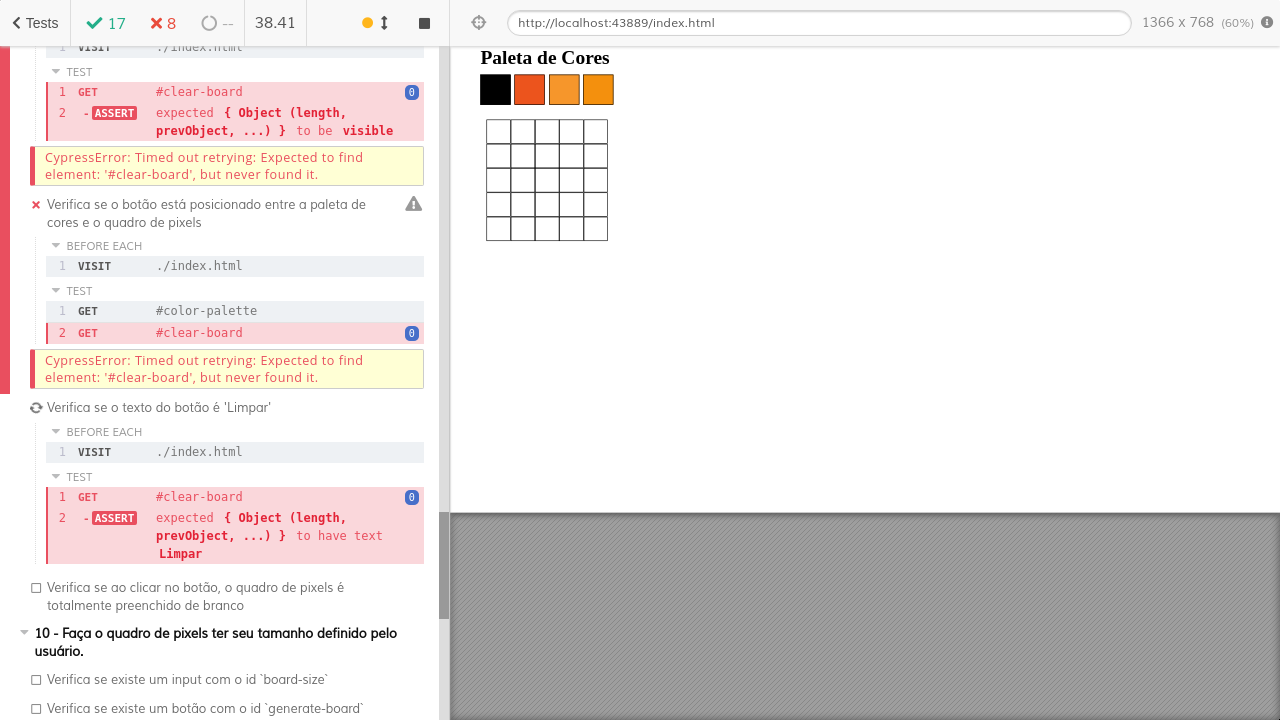 Tests
17
8
--
38.41
http://localhost:43889/index.html
1366 x 768 (60%)
1 VISIT ./index.html
TEST
1 GET #clear-board 0
2 -ASSERT expected { Object (length,
prevObject, ...) } to be visible
CypressError: Timed out retrying: Expected to find
element: '#clear-board', but never found it.
Verifica se o botão está posicionado entre a paleta de
cores e o quadro de pixels
BEFORE EACH
1 VISIT ./index.html
TEST
1 GET #color-palette
2 GET #clear-board 0
CypressError: Timed out retrying: Expected to find
element: '#clear-board', but never found it.
Verifica se o texto do botão é 'Limpar'
BEFORE EACH
1 VISIT ./index.html
TEST
1 GET #clear-board 0
2 -ASSERT expected { Object (length,
prevObject, ...) } to have text
Limpar
Verifica se ao clicar no botão, o quadro de pixels é
totalmente preenchido de branco
10 - Faça o quadro de pixels ter seu tamanho definido pelo
usuário.
Verifica se existe um input com o id `board-size`
Verifica se existe um botão com o id `generate-board`
Paleta de Cores